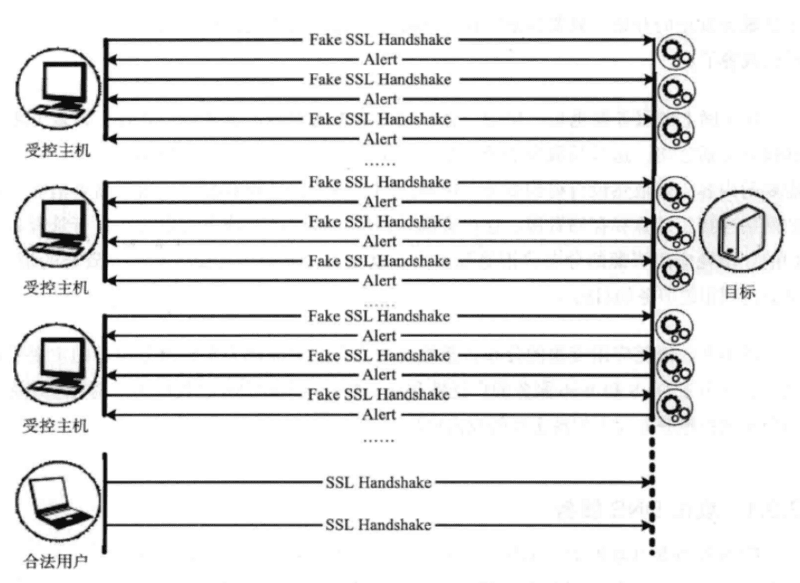 Fake SSL Handshake
Alert
Fake SSL Handshake
Alert
Fake SSL Handshake
Alert
......
受控主机
Fake SSL Handshake
Alert
Fake SSL Handshake
Alert
Fake SSL Handshake
Alert
......
受控主机
目标
Fake SSL Handshake
Alert
Fake SSL Handshake
Alert
Fake SSL Handshake
Alert
......
受控主机
SSL Handshake
SSL Handshake
合法用户